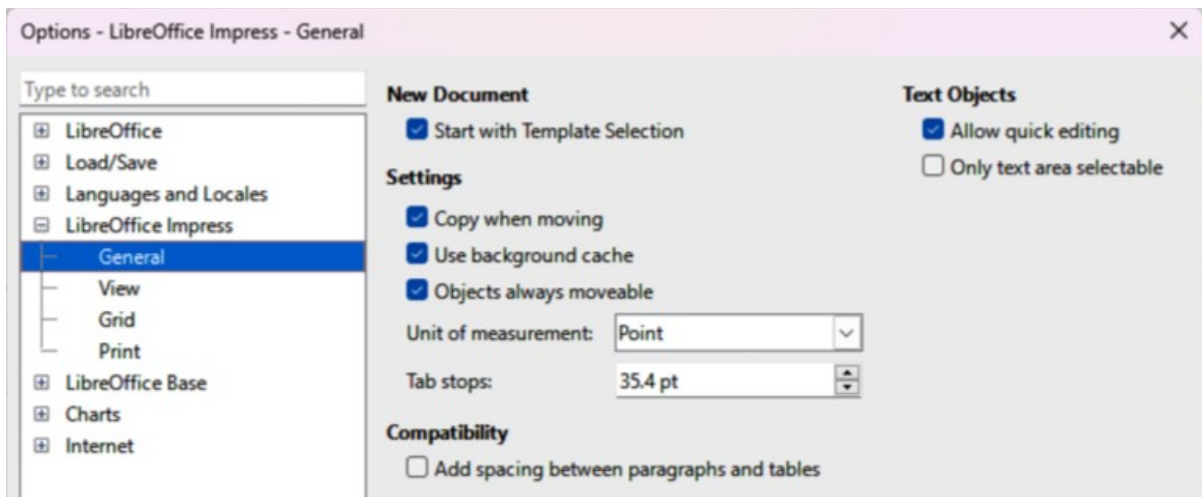 Options - LibreOffice Impress - General
Type to search
LibreOffice
Load/Save
Languages and Locales
LibreOffice Impress
General
View
Grid
Print
LibreOffice Base
Charts
Internet
New Document
Start with Template Selection
Settings
Copy when moving
Use background cache
Objects always moveable
Unit of measurement: Point
Tab stops: 35.4 pt
Compatibility
Add spacing between paragraphs and tables
Text Objects
Allow quick editing
Only text area selectable